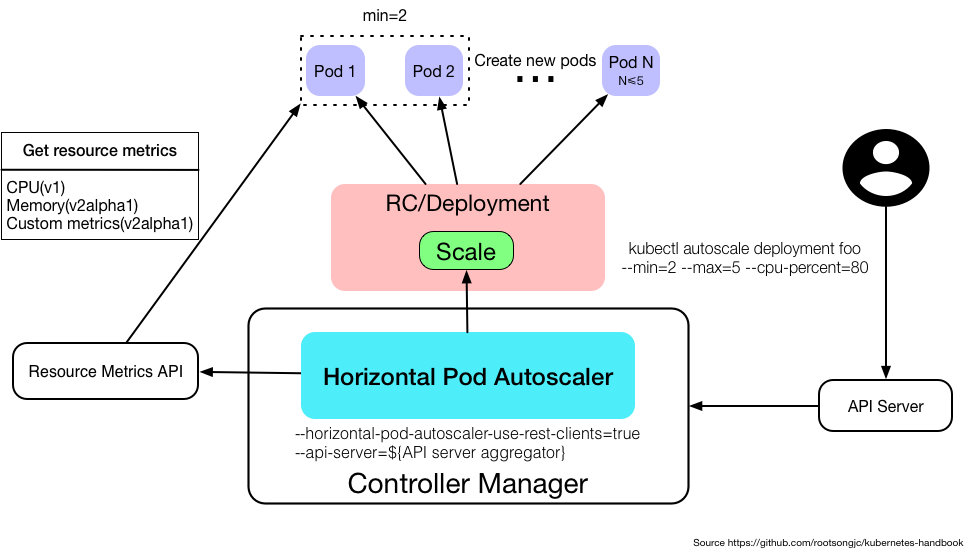 min=2
Pod 1
Pod 2
Create new pods
...
Pod N
N≤5
Get resource metrics
CPU(v1)
Memory(v2alpha1)
Custom metrics(v2alpha1)
RC/Deployment
Scale
kubectl autoscale deployment foo
--min=2 --max=5 --cpu-percent=80
Resource Metrics API
Horizontal Pod Autoscaler
API Server
--horizontal-pod-autoscaler-use-rest-clients=true
--api-server=${API server aggregator}
Controller Manager
Source https://github.com/rootsongjc/kubernetes-handbook